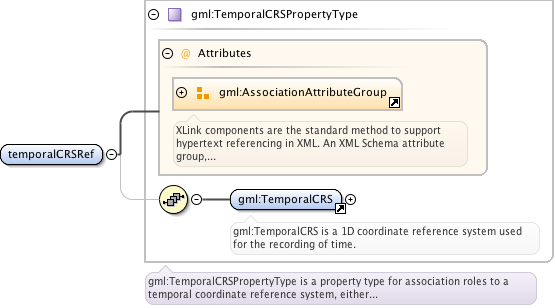 gml:TemporalCRSPropertyType
@ Attributes
gml:AssociationAttributeGroup
XLink components are the standard method to support
hypertext referencing in XML. An XML Schema attribute
group,...
temporalCRSRef
gml:TemporalCRS
gml:TemporalCRS is a 1D coordinate reference system used
for the recording of time.
gml:TemporalCRSPropertyType is a property type for association roles to a
temporal coordinate reference system, either...